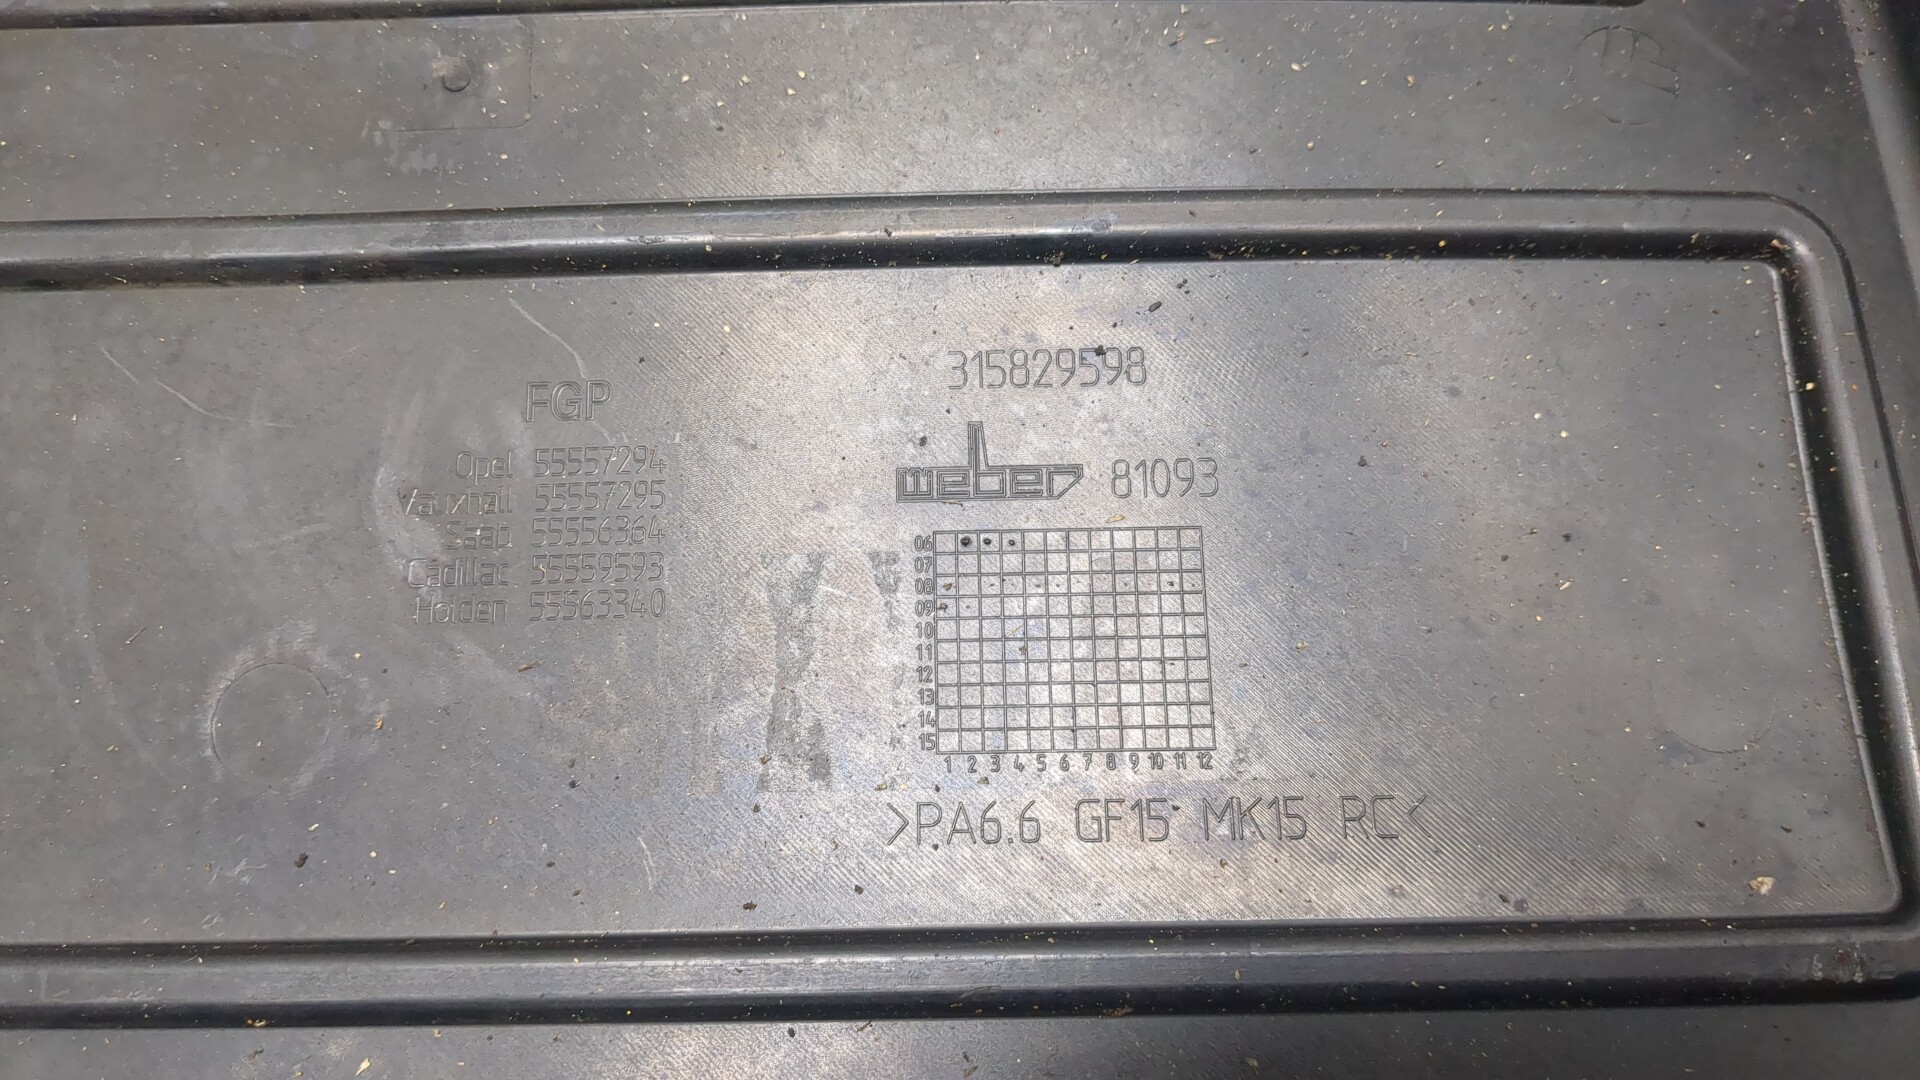 FGP
Opel 55557294
Vauxhall 55557295
Saab 55556364
Cadillac 55559593
Holden 55563340
315829598
weber 81093
06
07
08
09
10
11
12
13
14
15
1 2 3 4 5 6 7 8 9 10 11 12
>PA6.6 GF15 MK15 RC<